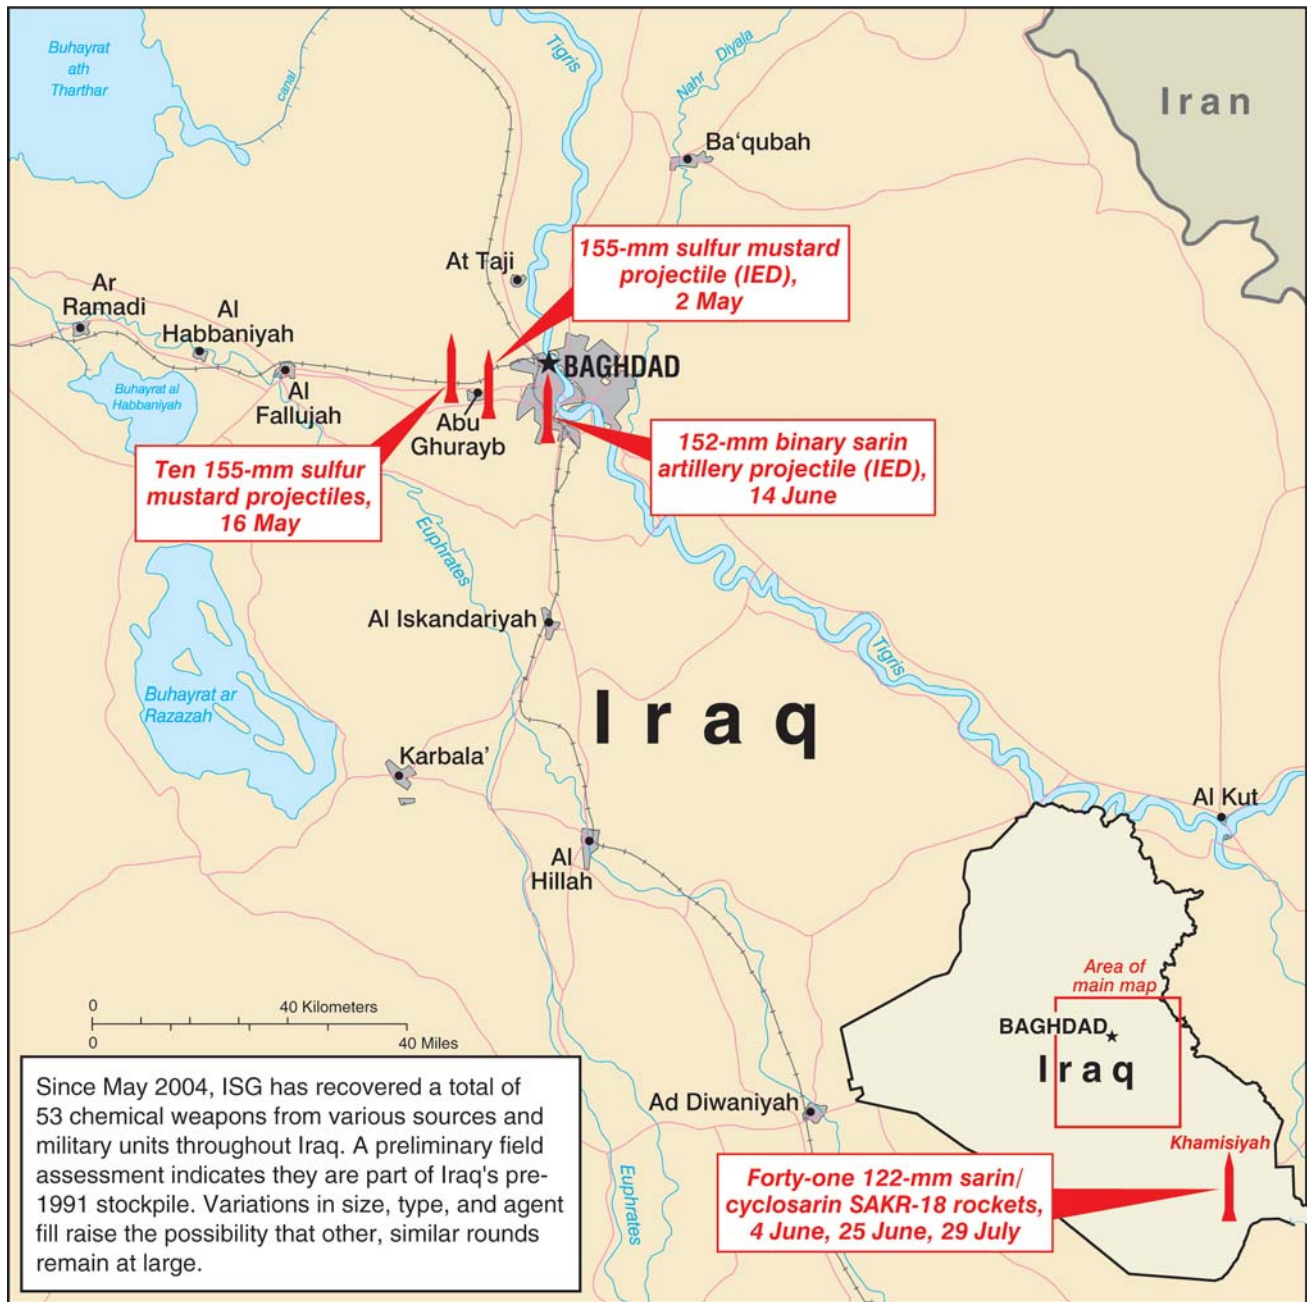 Buhayrat
ath
Tharthar
canal
Tigris
Nahr Diyala
Iran
Ba‘qubah
155-mm sulfur mustard
projectile (IED),
2 May
At Taji
Ar
Ramadi
Al
Habbaniyah
BAGHDAD
Buhayrat al
Habbaniyah
Al
Fallujah
Abu
Ghurayb
152-mm binary sarin
artillery projectile (IED),
14 June
Ten 155-mm sulfur
mustard projectiles,
16 May
Euphrates
Al Iskandariyah
Tigris
Buhayrat ar
Razazah
Iraq
Karbala’
Al Kut
Al
Hillah
Area of
main map
BAGHDAD
Iraq
0 40 Kilometers
0 40 Miles
Since May 2004, ISG has recovered a total of
53 chemical weapons from various sources and
military units throughout Iraq. A preliminary field
assessment indicates they are part of Iraq's pre-
1991 stockpile. Variations in size, type, and agent
fill raise the possibility that other, similar rounds
remain at large.
Ad Diwaniyah
Khamisiyah
Euphrates
Forty-one 122-mm sarin/
cyclosarin SAKR-18 rockets,
4 June, 25 June, 29 July